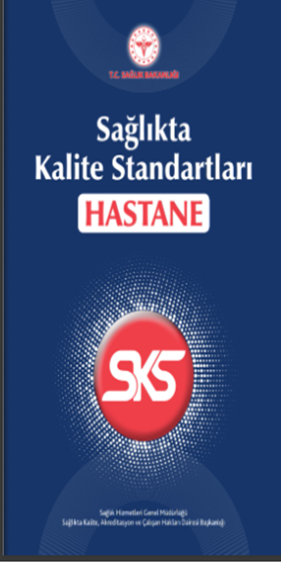 T.C. SAĞLIK BAKANLIĞI
Sağlıkta
Kalite Standartları
HASTANE
SKS
Sağlık Hizmetleri Genel Müdürlüğü
Sağlıkta Kalite, Akreditasyon ve Çalışan Hakları Dairesi Başkanlığı